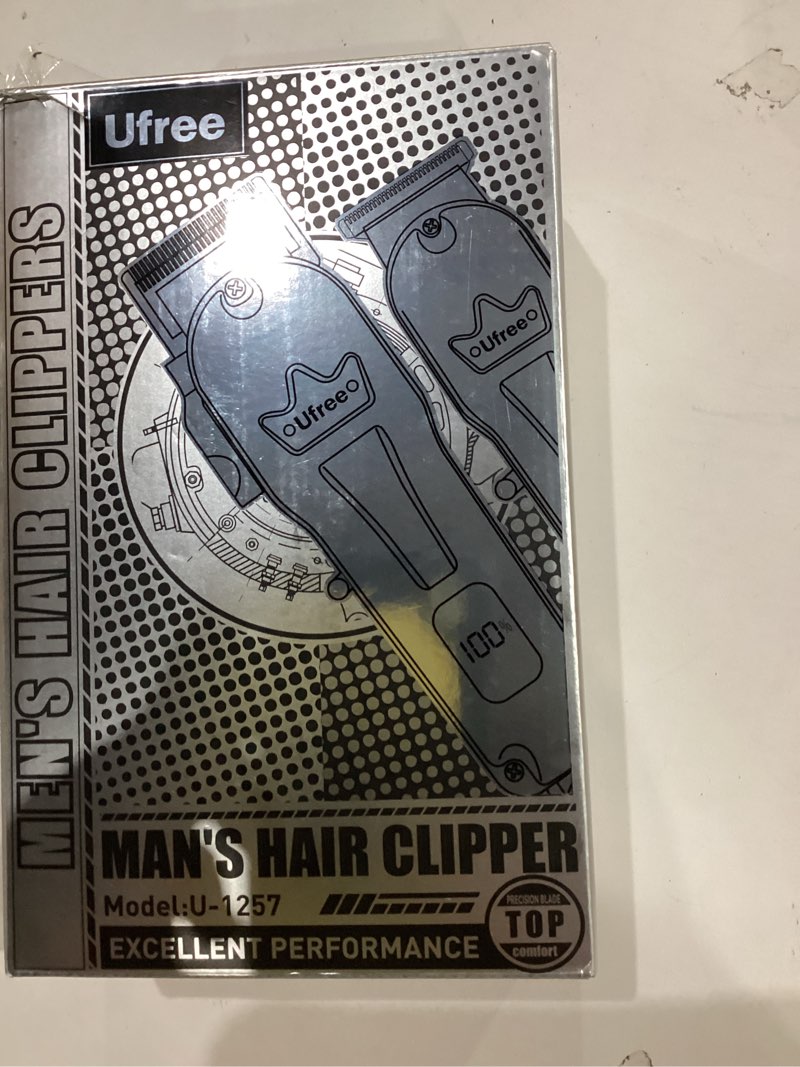 Ufree
MEN'S HAIR CLIPPERS
Ufree
Ufree
100%
MAN'S HAIR CLIPPER
Model:U-1257
EXCELLENT PERFORMANCE
PRECISION BLADE
TOP
comfort